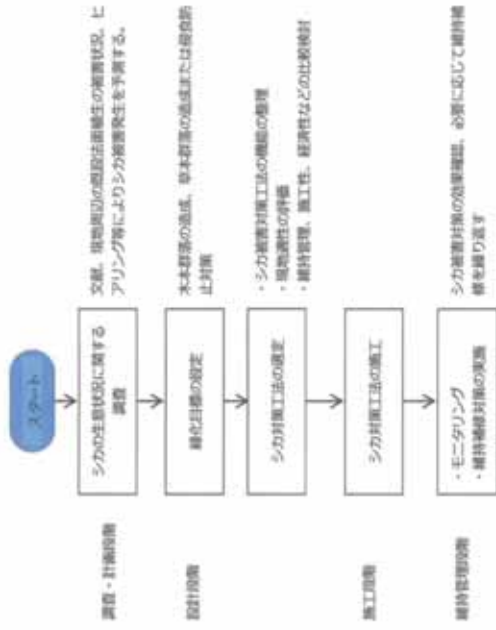 スタート
調査・計画段階
シカの生態状況に関する
調査
文献、現地周辺の既設法面植生の被害状況、ヒ
アリング等によりシカ被害発生を予測する。
設計段階
緑化目標の設定
木本群落の造成、草本群落の造成または侵食防
止対策
シカ対策工法の選定
・シカ被害対策工法の機能の整理
・現地適性の評価
・維持管理、施工性、経済性などの比較検討
施工段階
シカ対策工法の施工
維持管理段階
・モニタリング
・維持補修対策の実施
シカ被害対策の効果確認、必要に応じて維持補
修を繰り返す